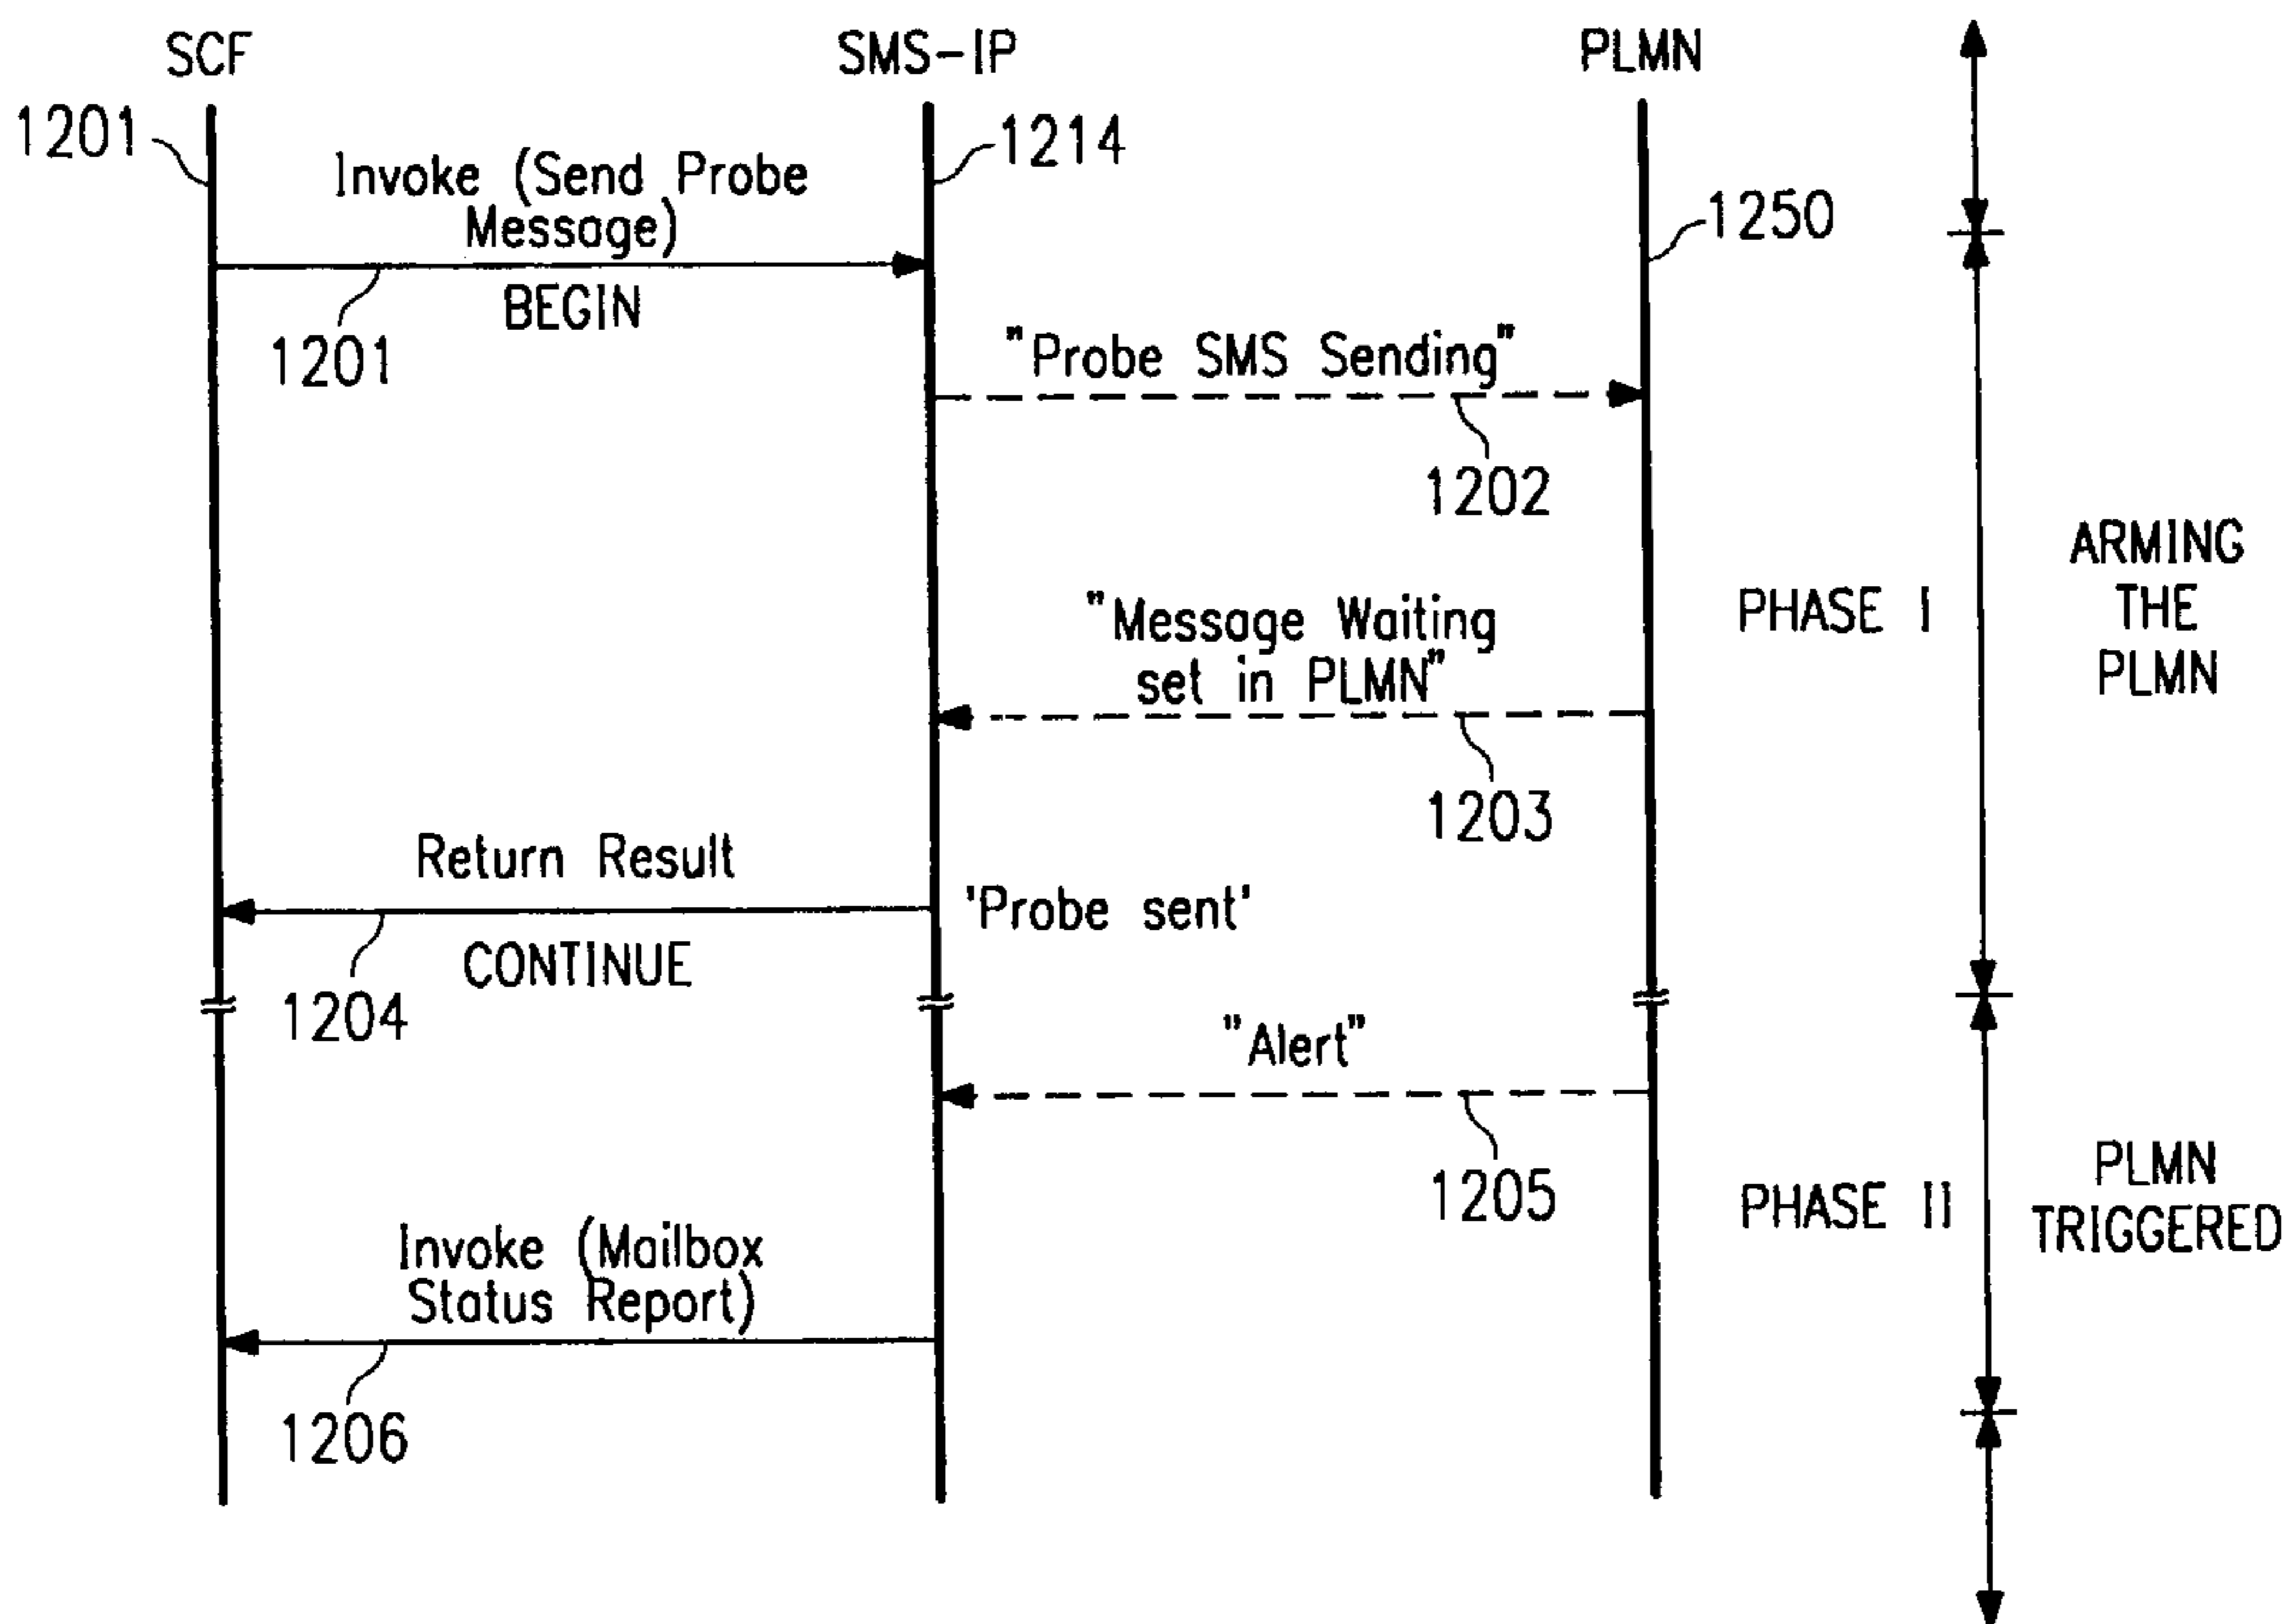 SCF
SMS-IP
PLMN
1201
1214
Invoke (Send Probe
Message)
1250
BEGIN
1201
"Probe SMS Sending"
1202
ARMING
THE
PLMN
PHASE I
"Message Waiting
set in PLMN"
1203
Return Result
'Probe sent'
CONTINUE
1204
"Alert"
1205
PHASE II
PLMN
TRIGGERED
Invoke (Mailbox
Status Report)
1206